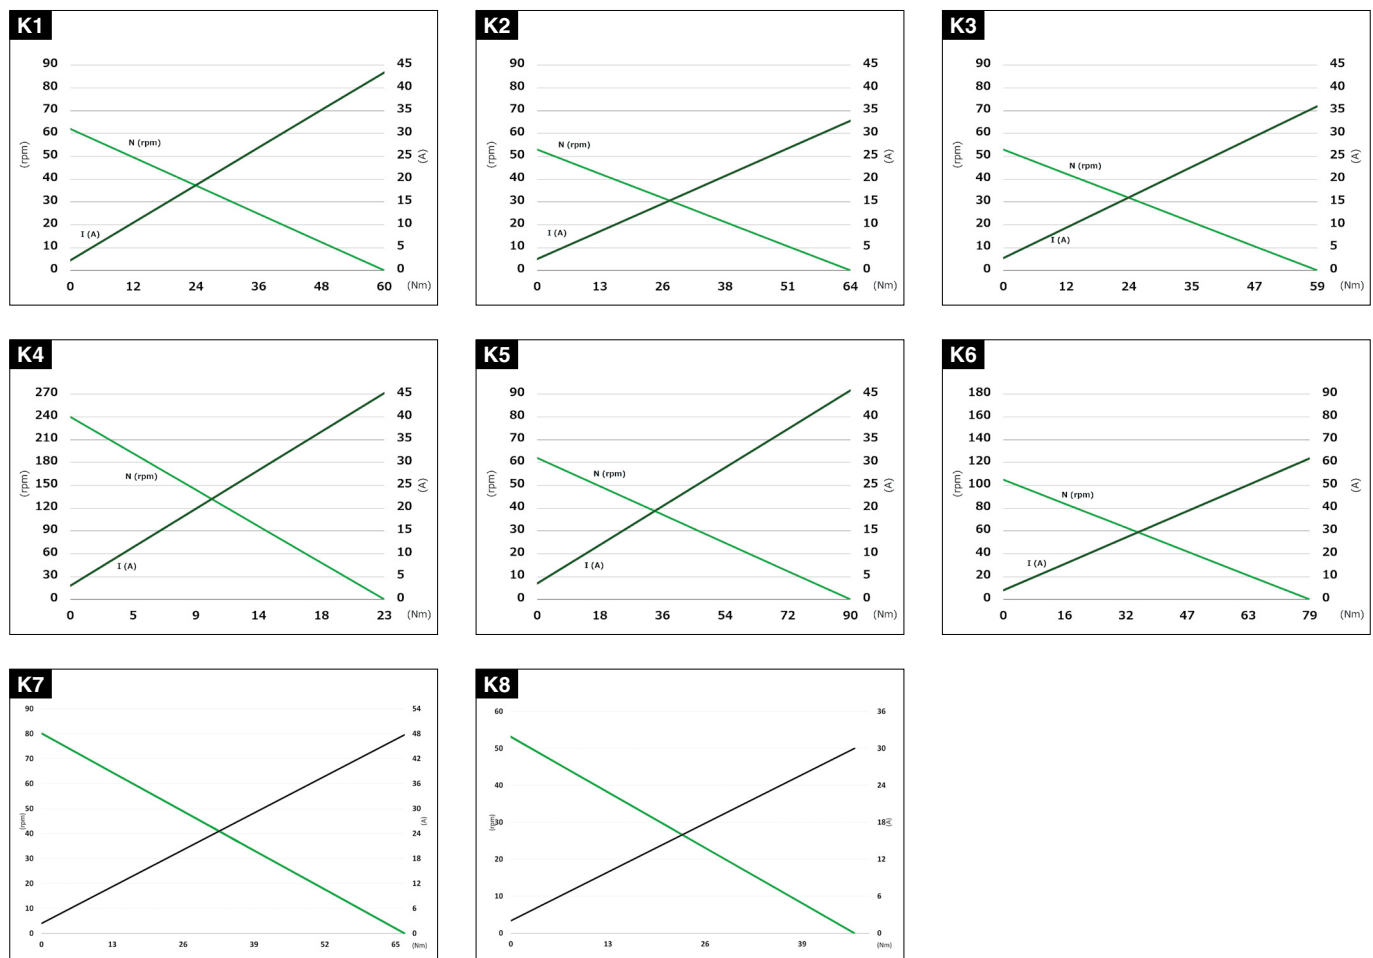 K1
90 45
80 40
70 35
60 N (rpm) 30
50 25
(rpm) (A)
40 20
30 15
20 I (A) 10
10 5
0 0
0 12 24 36 48 60 (Nm)
K2
90 45
80 40
70 35
60 N (rpm) 30
50 25
(rpm) (A)
40 20
30 15
20 I (A) 10
10 5
0 0
0 13 26 38 51 64 (Nm)
K3
90 45
80 40
70 35
60 30
50 N (rpm) 25
(rpm) (A)
40 20
30 15
20 10
10 I (A) 5
0 0
0 12 24 35 47 59 (Nm)
K4
270 45
240 40
210 35
180 30
150 N (rpm) 25
(rpm) (A)
120 20
90 15
60 10
30 I (A) 5
0 0
0 5 9 14 18 23 (Nm)
K5
90 45
80 40
70 35
60 N (rpm) 30
50 25
(rpm) (A)
40 20
30 15
20 10
10 I (A) 5
0 0
0 18 36 54 72 90 (Nm)
K6
180 90
160 80
140 70
120 60
100 N (rpm) 50
(rpm) (A)
80 40
60 30
40 I (A) 20
20 10
0 0
0 16 32 47 63 79 (Nm)
K7
90 54
80 48
70 42
60 36
50 30
(rpm) (A)
40 24
30 18
20 12
10 6
0 0
0 13 26 39 52 65 (Nm)
K8
60 36
50 30
40 24
30 (rpm) 18 (A)
20 12
10 6
0 0
0 13 26 39 (Nm)